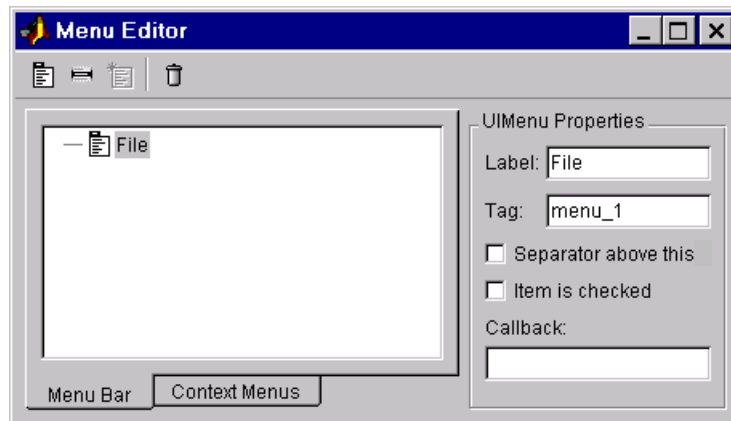 Menu Editor
File
Menu Bar
Context Menus
UIMenu Properties
Label: File
Tag: menu_1
Separator above this
Item is checked
Callback: